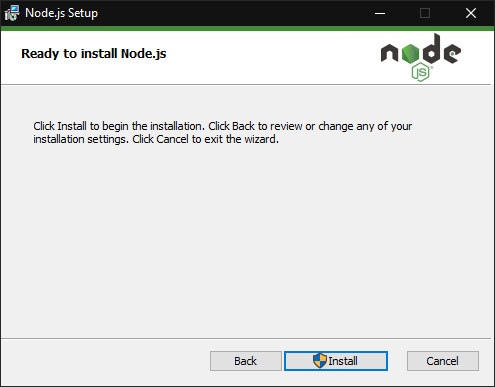 Node.js Setup
Ready to install Node.js
node
JS
Click Install to begin the installation. Click Back to review or change any of your
installation settings. Click Cancel to exit the wizard.
Back
Install
Cancel